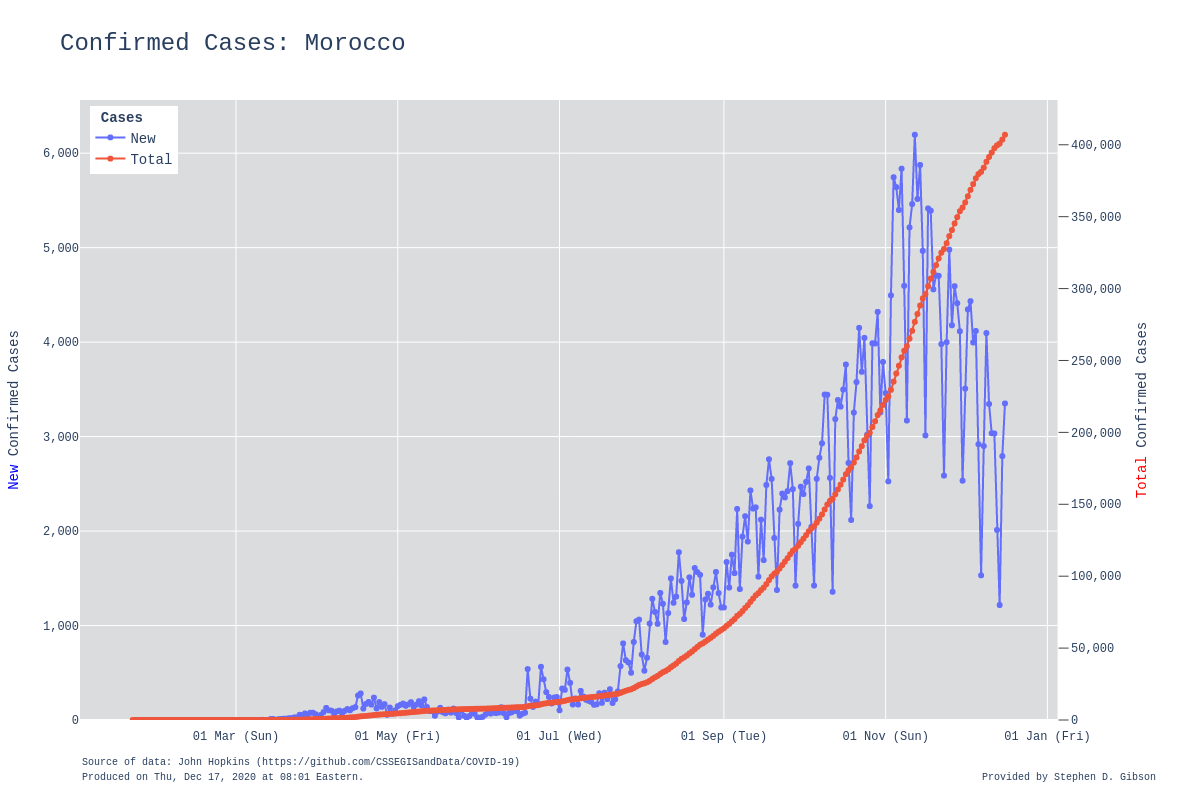 Confirmed Cases: Morocco
Cases
New
Total
6,000
5,000
4,000
3,000
2,000
1,000
0
New Confirmed Cases
400,000
350,000
300,000
250,000
200,000
150,000
100,000
50,000
0
Total Confirmed Cases
01 Mar (Sun) 01 May (Fri) 01 Jul (Wed) 01 Sep (Tue) 01 Nov (Sun) 01 Jan (Fri)
Source of data: John Hopkins (https://github.com/CSSEGISandData/COVID-19)
Produced on Thu, Dec 17, 2020 at 08:01 Eastern.
Provided by Stephen D. Gibson